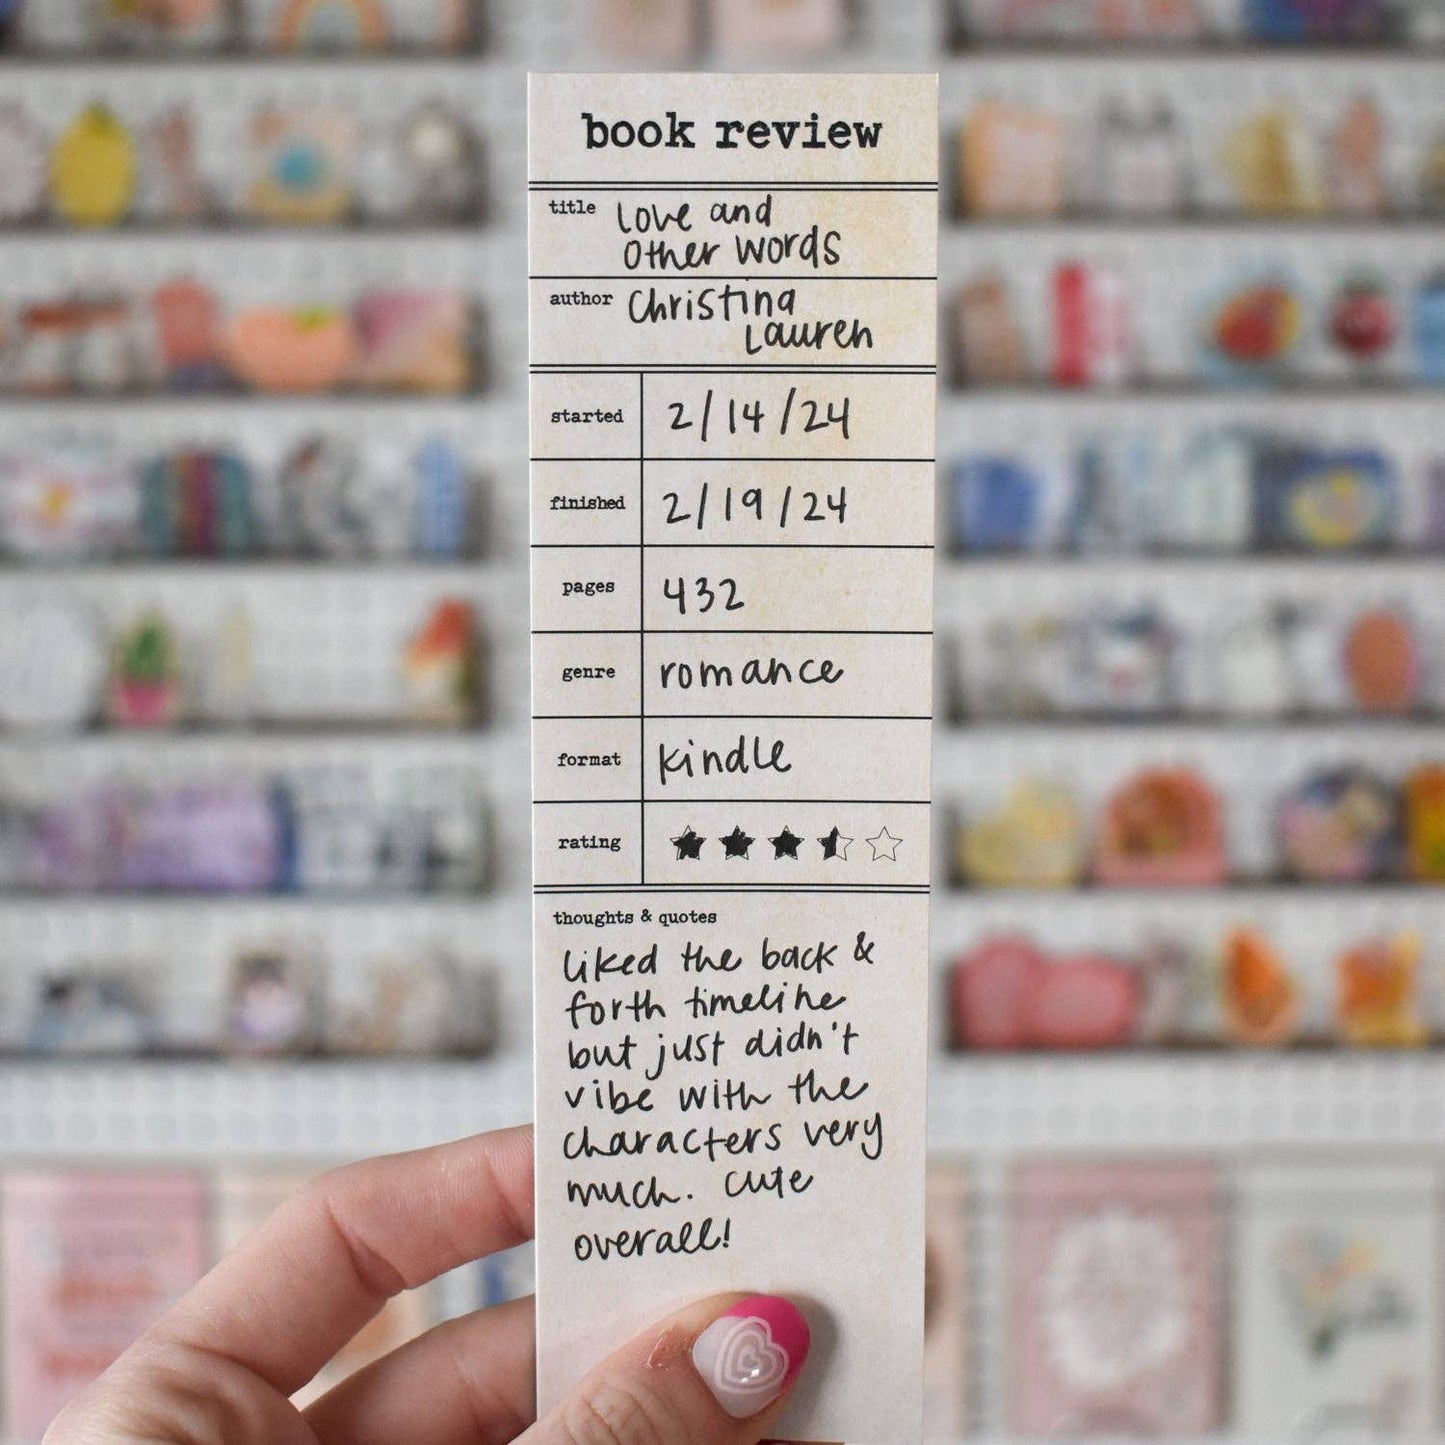 book review
title Love and
Other Words
author Christina
Lauren
started 2/14/24
finished 2/19/24
pages 432
genre romance
format kindle
rating
thoughts & quotes
liked the back &
forth timeline
but just didn't
vibe with the
characters very
much. cute
overall!